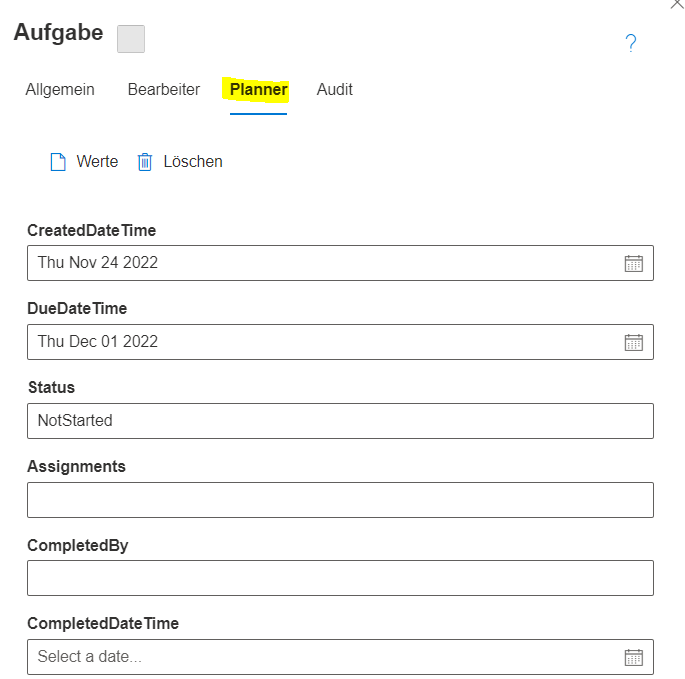 Aufgabe
?
Allgemein Bearbeiter Planner Audit
Werte Löschen
CreatedDateTime
Thu Nov 24 2022
DueDateTime
Thu Dec 01 2022
Status
NotStarted
Assignments
CompletedBy
CompletedDateTime
Select a date...